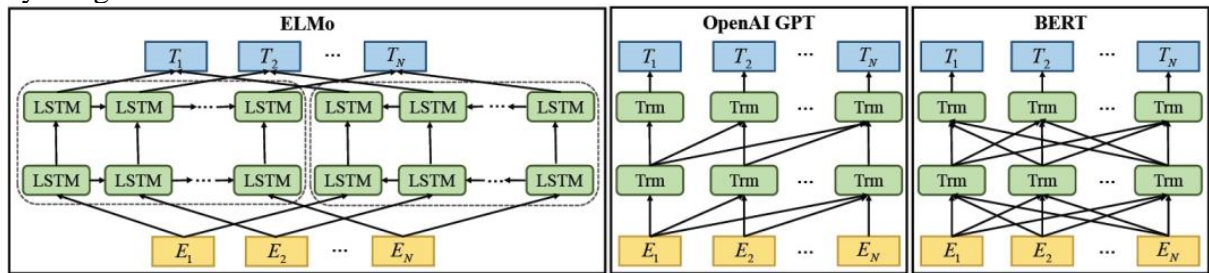 ELMo
OpenAI GPT
BERT
T1 T2 ... TN
T1 T2 ... TN
T1 T2 ... TN
LSTM LSTM ... LSTM LSTM LSTM ... LSTM
Trm Trm ... Trm
Trm Trm ... Trm
LSTM LSTM ... LSTM LSTM LSTM ... LSTM
Trm Trm ... Trm
Trm Trm ... Trm
E1 E2 ... EN
E1 E2 ... EN
E1 E2 ... EN